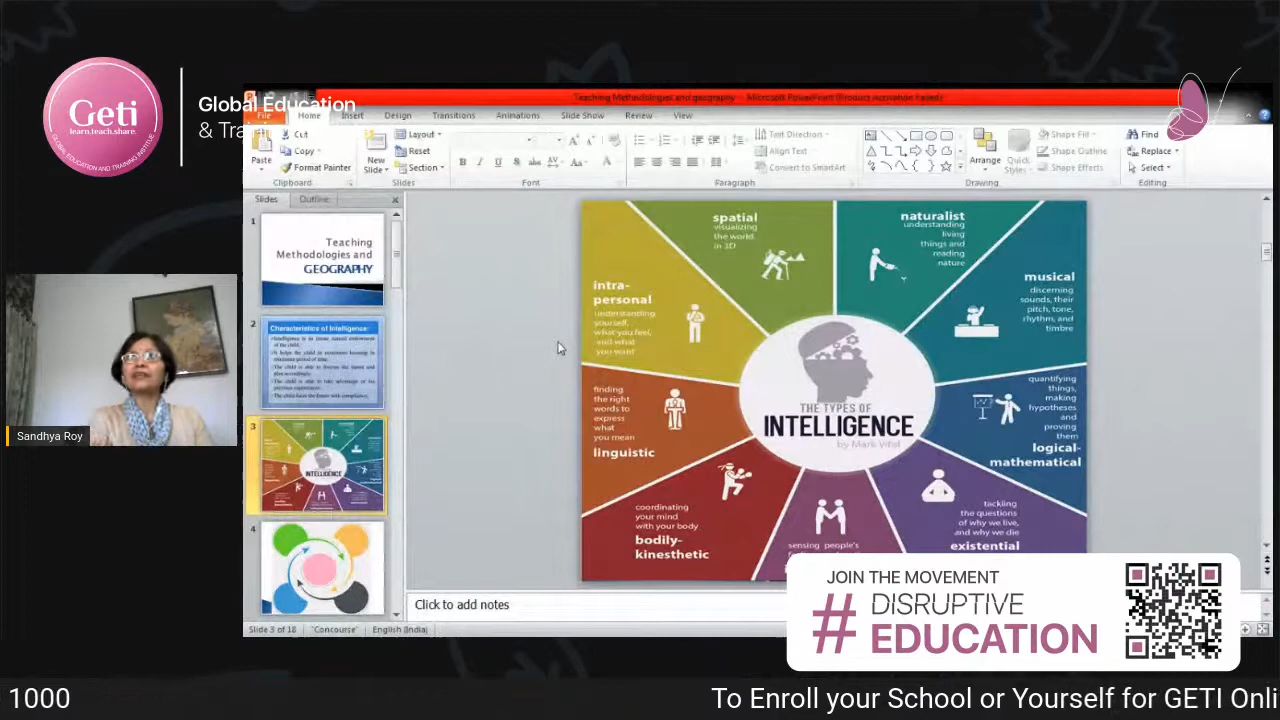 Geti
learn.teach.share.
GLOBAL EDUCATION AND TRAINING INSTITUTE
Global Education
& Trai
Teaching Methodologies and geography - Microsoft PowerPoint (Product Activation Failed)
File Home Insert Design Transitions Animations Slide Show Review View
Paste
Cut
Copy
Format Painter
Clipboard
New
Slide
Layout
Reset
Section
Slides
Font
Paragraph
Text Direction
Align Text
Convert to SmartArt
Arrange
Quick
Styles
Shape Fill
Shape Outline
Shape Effects
Drawing
Find
Replace
Select
Editing
Slides Outline
1
Teaching
Methodologies and
GEOGRAPHY
2
Characteristics of Intelligence:
3
INTELLIGENCE
4
spatial
visualizing
the world
in 3D
naturalist
understanding
living
things and
reading
nature
musical
discerning
sounds, their
pitch, tone,
rhythm, and
timbre
intra-
personal
understanding
yourself,
what you feel,
and what
you want
quantifying
things,
making
hypotheses
and
proving
them
logical-
mathematical
finding
the right
words to
express
what
you mean
linguistic
THE TYPES OF
INTELLIGENCE
by Mark Vital
coordinating
your mind
with your body
bodily-
kinesthetic
sensing people's
tackling
the questions
of why we live,
and why we die
existential
Sandhya Roy
Click to add notes
Slide 3 of 18 "Concourse" English (India)
JOIN THE MOVEMENT
# DISRUPTIVE
EDUCATION
1000 To Enroll your School or Yourself for GETI Onli